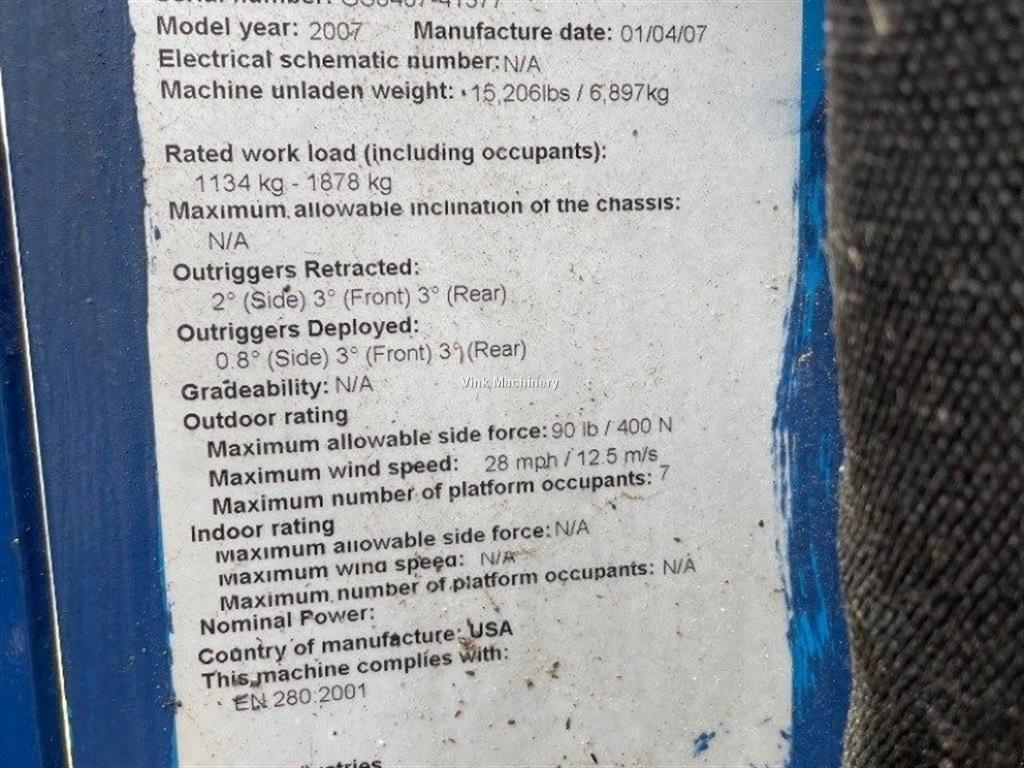 Model year: 2007 Manufacture date: 01/04/07
Electrical schematic number: N/A
Machine unladen weight: 15,206lbs / 6,897kg
Rated work load (including occupants):
1134 kg - 1878 kg
Maximum allowable inclination of the chassis:
N/A
Outriggers Retracted:
2° (Side) 3° (Front) 3° (Rear)
Outriggers Deployed:
0.8° (Side) 3° (Front) 3° (Rear)
Gradeability: N/A
Vink Machinery
Outdoor rating
Maximum allowable side force: 90 lb / 400 N
Maximum wind speed: 28 mph / 12.5 m/s
Maximum number of platform occupants: 7
Indoor rating
Maximum allowable side force: N/A
Maximum wind speed: N/A
Maximum number of platform occupants: N/A
Nominal Power:
Country of manufacture: USA
This machine complies with:
EN 280:2001